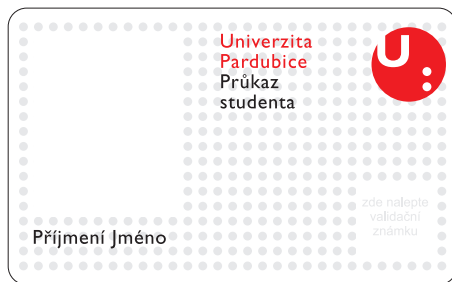 Univerzita
Pardubice
Průkaz
studenta
U:
zde nalepte
validační
známku
Příjmení Jméno